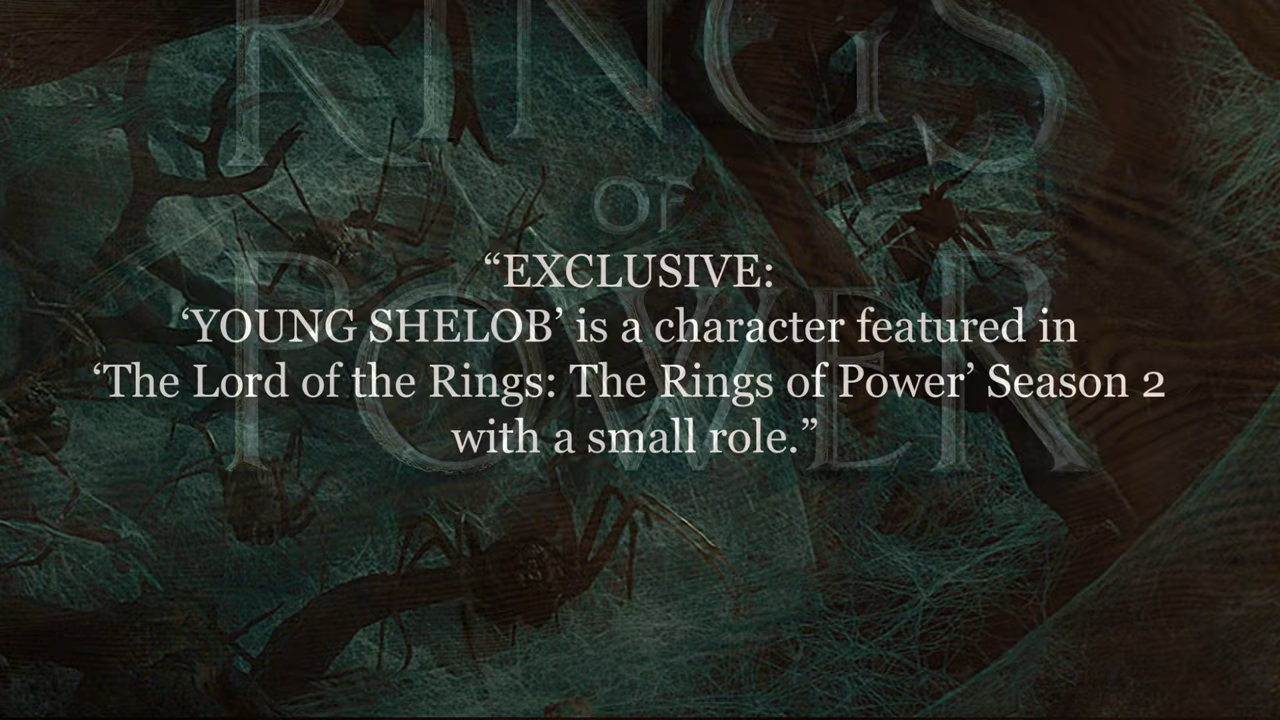 RINGS
OF
POWER
“EXCLUSIVE:
‘YOUNG SHELOB’ is a character featured in
‘The Lord of the Rings: The Rings of Power’ Season 2
with a small role.”